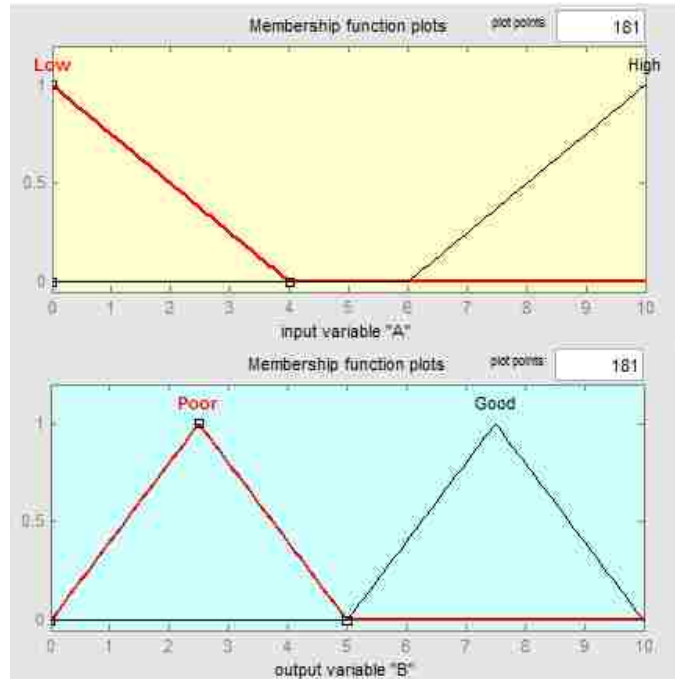 Membership function plots plot points: 181
Low High
1
0.5
0
0 1 2 3 4 5 6 7 8 9 10
input variable "A"
Membership function plots plot points: 181
Poor Good
1
0.5
0
0 1 2 3 4 5 6 7 8 9 10
output variable "B"